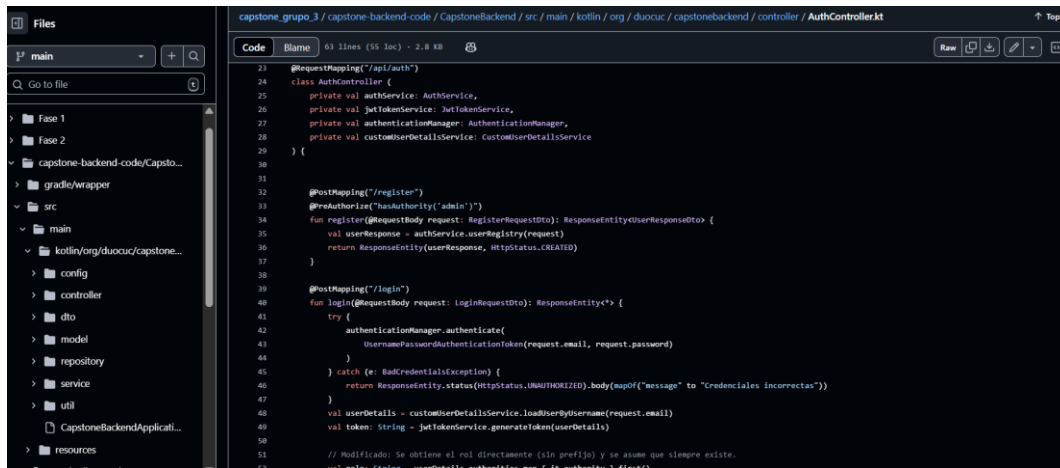 Files
main
Go to file
t
Fase 1
Fase 2
capstone-backend-code/Capsto...
gradle/wrapper
src
main
kotlin/org/duocuc/capstone...
config
controller
dto
model
repository
service
util
CapstoneBackendApplicati...
resources
capstone_grupo_3 / capstone-backend-code / CapstoneBackend / src / main / kotlin / org / duocuc / capstonebackend / controller / AuthController.kt
Top
Code Blame 63 lines (55 loc) · 2.8 KB
Raw
23 @RequestMapping("/api/auth")
24 class AuthController (
25 private val authService: AuthService,
26 private val jwtTokenService: JwtTokenService,
27 private val authenticationManager: AuthenticationManager,
28 private val customUserDetailsService: CustomUserDetailsService
29 ) {
30
31
32 @PostMapping("/register")
33 @PreAuthorize("hasAuthority('admin')")
34 fun register(@RequestBody request: RegisterRequestDto): ResponseEntity<UserResponseDto> {
35 val userResponse = authService.userRegistry(request)
36 return ResponseEntity(userResponse, HttpStatus.CREATED)
37 }
38
39 @PostMapping("/login")
40 fun login(@RequestBody request: LoginRequestDto): ResponseEntity<*> {
41 try {
42 authenticationManager.authenticate(
43 UsernamePasswordAuthenticationToken(request.email, request.password)
44 )
45 } catch (e: BadCredentialsException) {
46 return ResponseEntity.status(HttpStatus.UNAUTHORIZED).body(mapOf("message" to "Credenciales incorrectas"))
47 }
48 val userDetails = customUserDetailsService.loadUserByUsername(request.email)
49 val token: String = jwtTokenService.generateToken(userDetails)
50
51 // Modificado: Se obtiene el rol directamente (sin prefijo) y se asume que siempre existe.